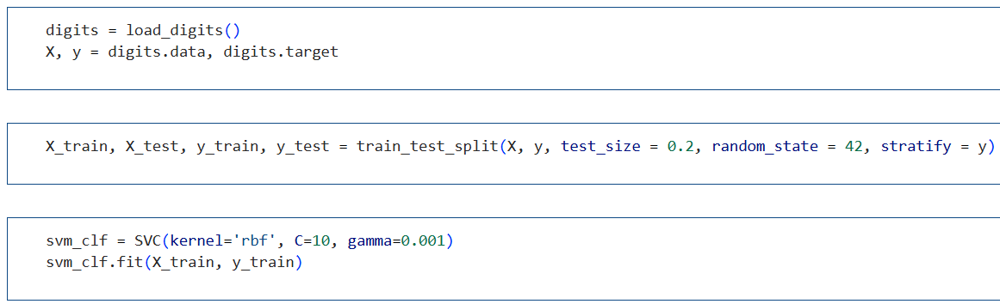 digits = load_digits()
X, y = digits.data, digits.target
X_train, X_test, y_train, y_test = train_test_split(X, y, test_size = 0.2, random_state = 42, stratify = y)
svm_clf = SVC(kernel='rbf', C=10, gamma=0.001)
svm_clf.fit(X_train, y_train)